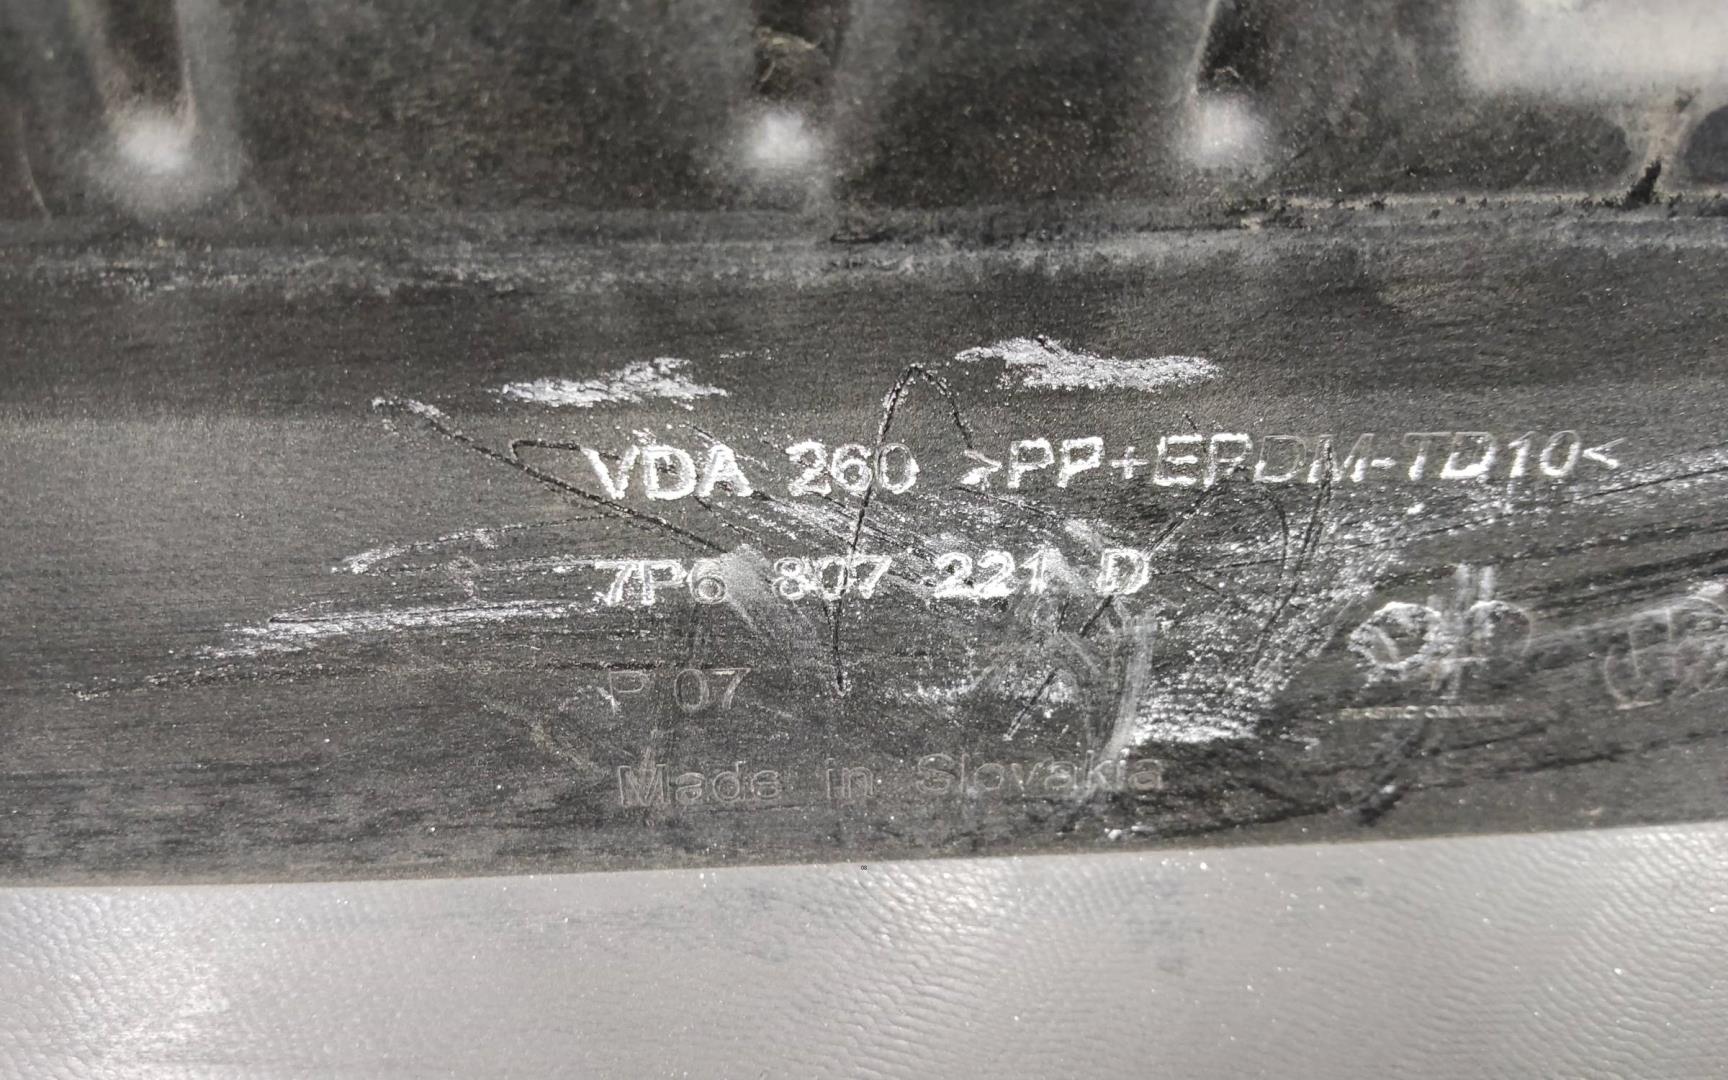 VDA 260 >PP+EPDM-TD10<
7P6 807 221 D
P 07
Made in Slovakia